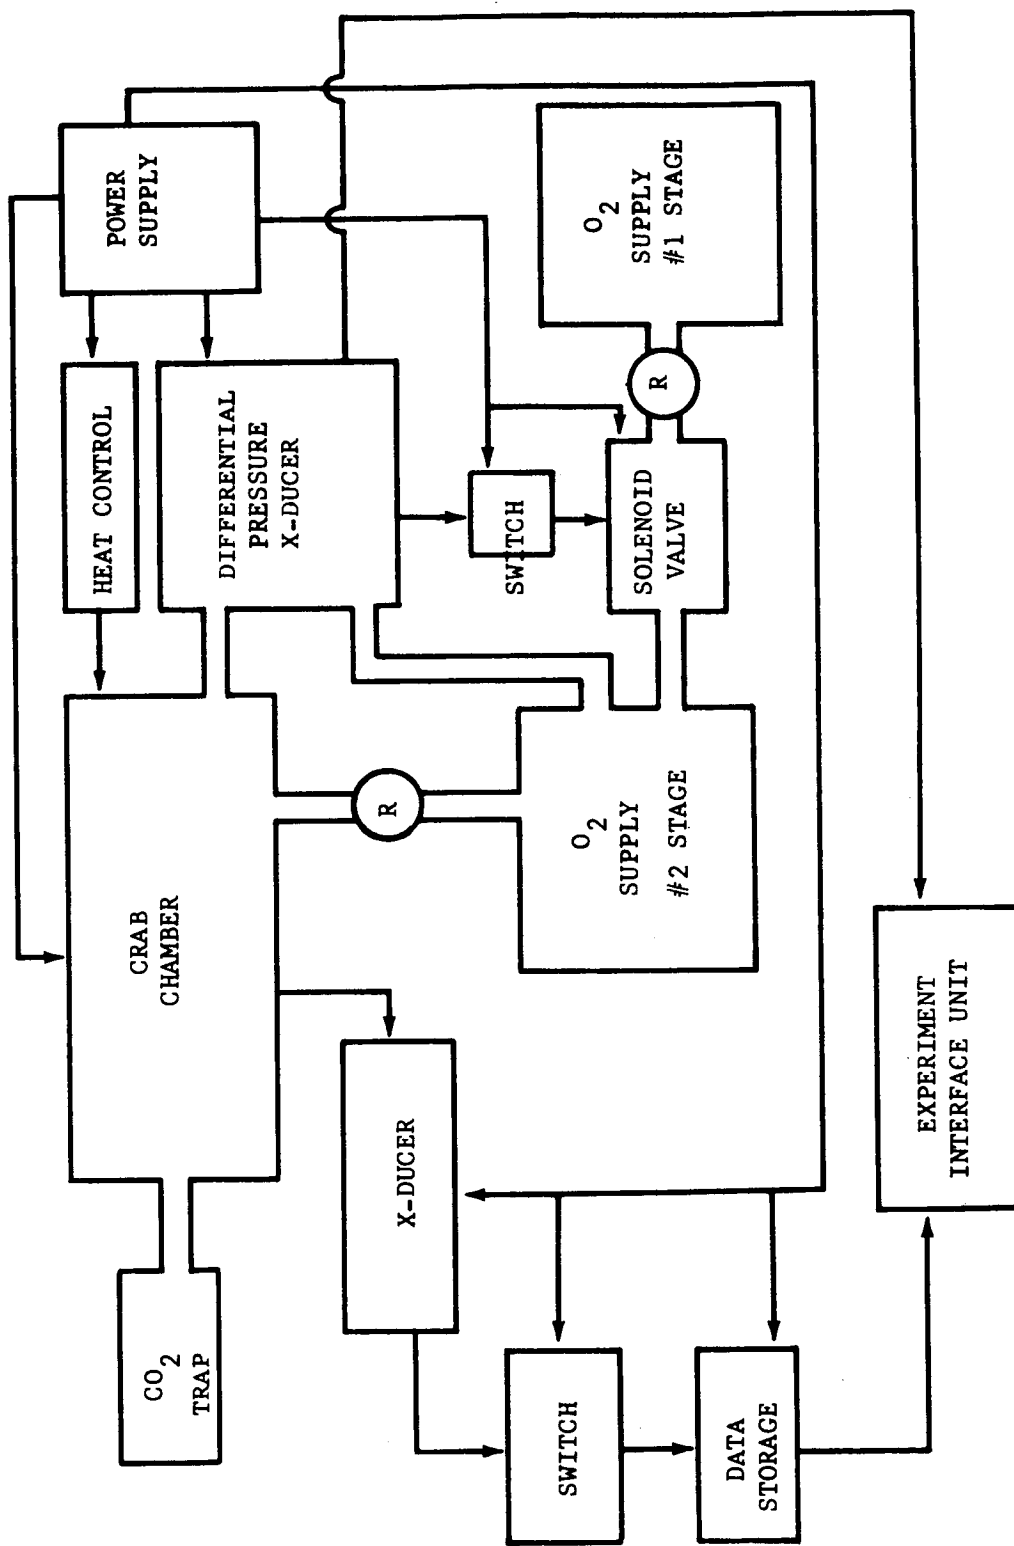 CO2
TRAP
CRAB
CHAMBER
HEAT CONTROL
POWER
SUPPLY
DIFFERENTIAL
PRESSURE
X-DUCER
X-DUCER
R
SWITCH
SWITCH
O2
SUPPLY
#2 STAGE
SOLENOID
VALVE
R
O2
SUPPLY
#1 STAGE
DATA
STORAGE
EXPERIMENT
INTERFACE UNIT